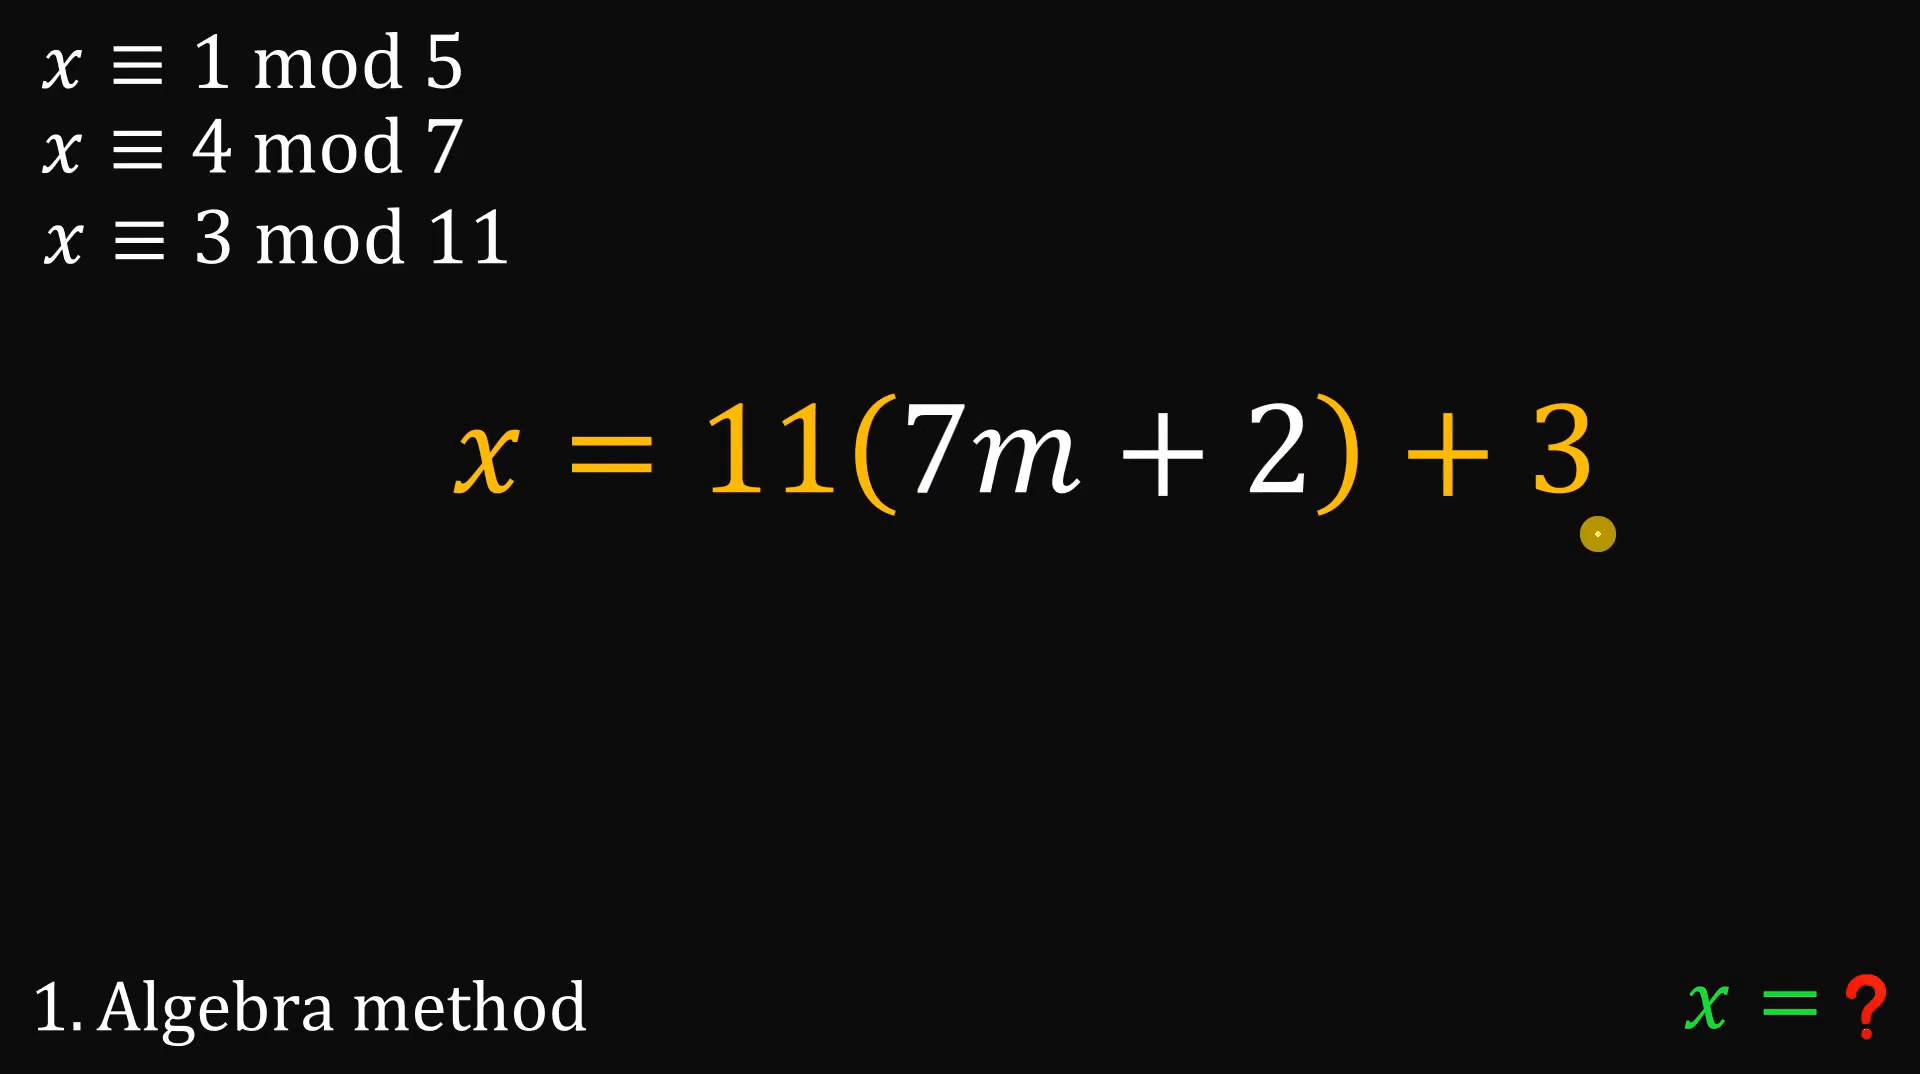 x ≡ 1 mod 5
x ≡ 4 mod 7
x ≡ 3 mod 11
x = 11(7m + 2) + 3
1. Algebra method
x = ?